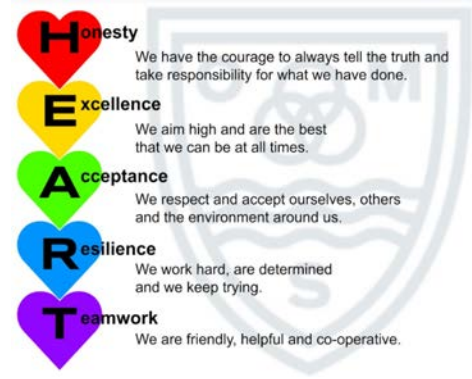 Honesty
We have the courage to always tell the truth and
take responsibility for what we have done.
Excellence
We aim high and are the best
that we can be at all times.
Acceptance
We respect and accept ourselves, others
and the environment around us.
Resilience
We work hard, are determined
and we keep trying.
Teamwork
We are friendly, helpful and co-operative.